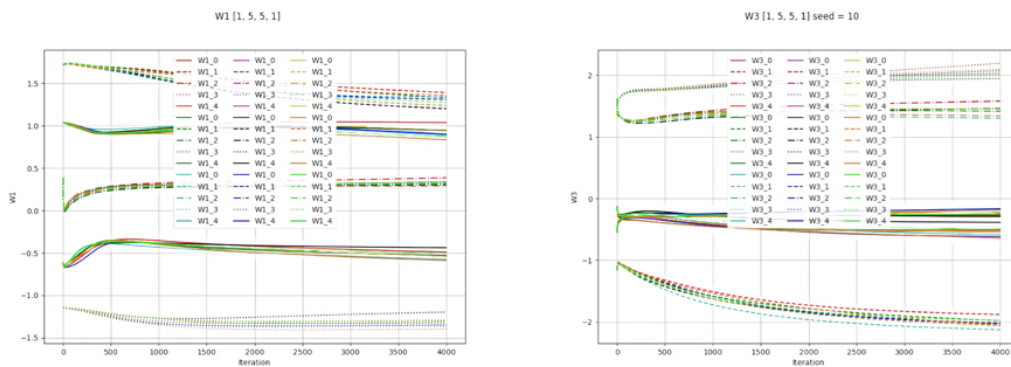 W1 [1, 5, 5, 1]
W1
1.5
1.0
0.5
0.0
−0.5
−1.0
−1.5
W1_0 W1_0 W1_0
W1_1 W1_1 W1_1
W1_2 W1_2 W1_2
W1_3 W1_3 W1_3
W1_4 W1_4 W1_4
W1_0 W1_0 W1_0
W1_1 W1_1 W1_1
W1_2 W1_2 W1_2
W1_3 W1_3 W1_3
W1_4 W1_4 W1_4
W1_0 W1_0 W1_0
W1_1 W1_1 W1_1
W1_2 W1_2 W1_2
W1_3 W1_3 W1_3
W1_4 W1_4 W1_4
0 500 1000 1500 2000 2500 3000 3500 4000
Iteration
W3 [1, 5, 5, 1] seed = 10
W3
2
1
0
−1
−2
W3_0 W3_0 W3_0
W3_1 W3_1 W3_1
W3_2 W3_2 W3_2
W3_3 W3_3 W3_3
W3_4 W3_4 W3_4
W3_0 W3_0 W3_0
W3_1 W3_1 W3_1
W3_2 W3_2 W3_2
W3_3 W3_3 W3_3
W3_4 W3_4 W3_4
W3_0 W3_0 W3_0
W3_1 W3_1 W3_1
W3_2 W3_2 W3_2
W3_3 W3_3 W3_3
W3_4 W3_4 W3_4
0 500 1000 1500 2000 2500 3000 3500 4000
Iteration